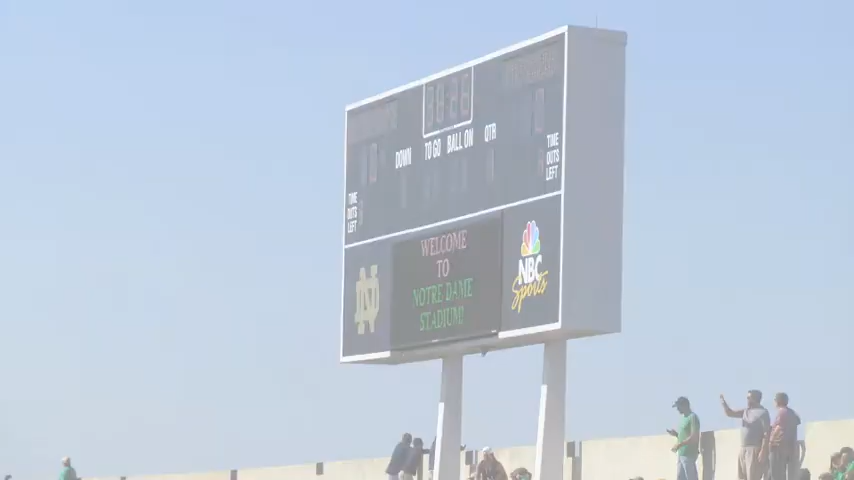 DOWN TO GO BALL ON QTR
TIME
OUTS
LEFT
TIME
OUTS
LEFT
WELCOME
TO
NOTRE DAME
STADIUM!
ND
NBC
Sports